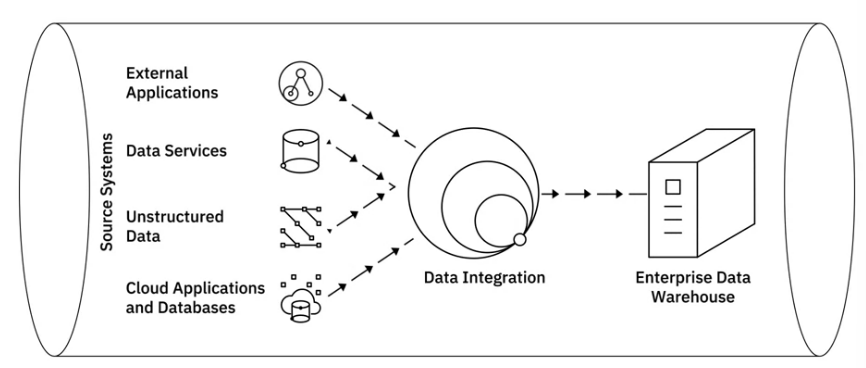 Source Systems
External
Applications
Data Services
Unstructured
Data
Cloud Applications
and Databases
Data Integration
Enterprise Data
Warehouse